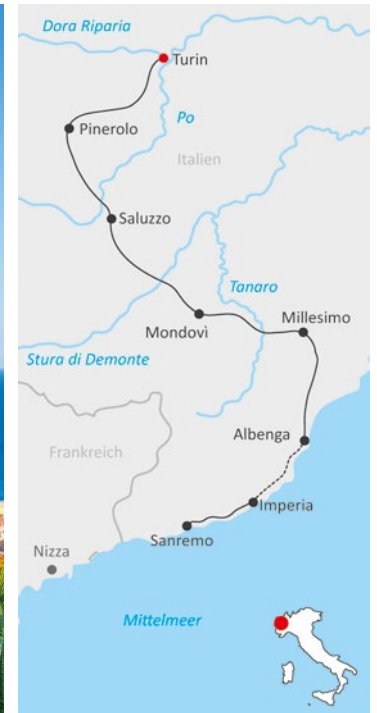 Dora Riparia
Turin
Po
Pinerolo
Italien
Saluzzo
Tanaro
Mondovì
Millesimo
Stura di Demonte
Albenga
Frankreich
Imperia
Sanremo
Nizza
Mittelmeer